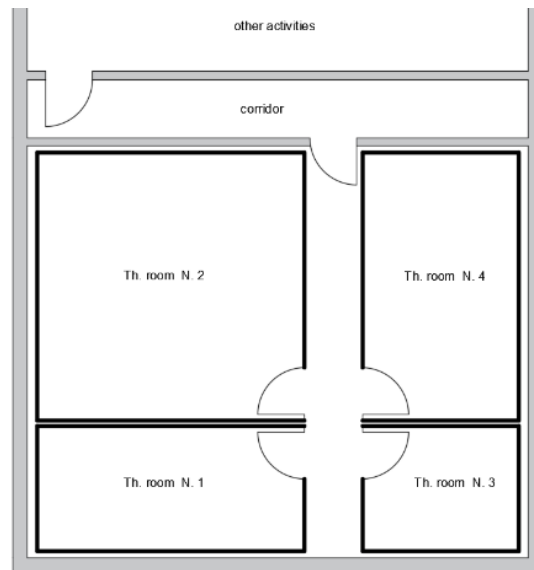 other activities
corridor
Th. room N. 2
Th. room N. 4
Th. room N. 1
Th. room N. 3